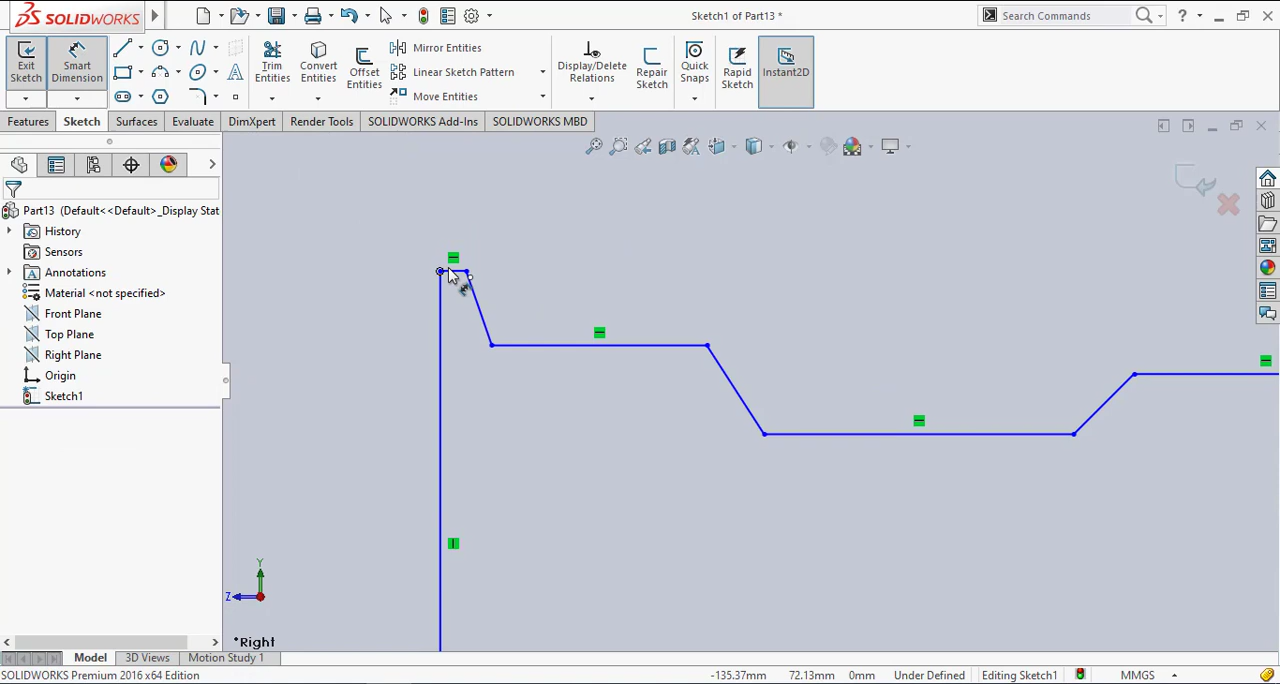 SOLIDWORKS
Sketch1 of Part13 *
Search Commands
?
Exit Sketch
Smart Dimension
Trim Entities
Convert Entities
Offset Entities
Mirror Entities
Linear Sketch Pattern
Move Entities
Display/Delete Relations
Repair Sketch
Quick Snaps
Rapid Sketch
Instant2D
Features
Sketch
Surfaces
Evaluate
DimXpert
Render Tools
SOLIDWORKS Add-Ins
SOLIDWORKS MBD
Part13 (Default<<Default>_Display Stat
History
Sensors
Annotations
Material <not specified>
Front Plane
Top Plane
Right Plane
Origin
Sketch1
Y
Z
*Right
Model
3D Views
Motion Study 1
SOLIDWORKS Premium 2016 x64 Edition
-135.37mm
72.13mm
0mm
Under Defined
Editing Sketch1
MMGS